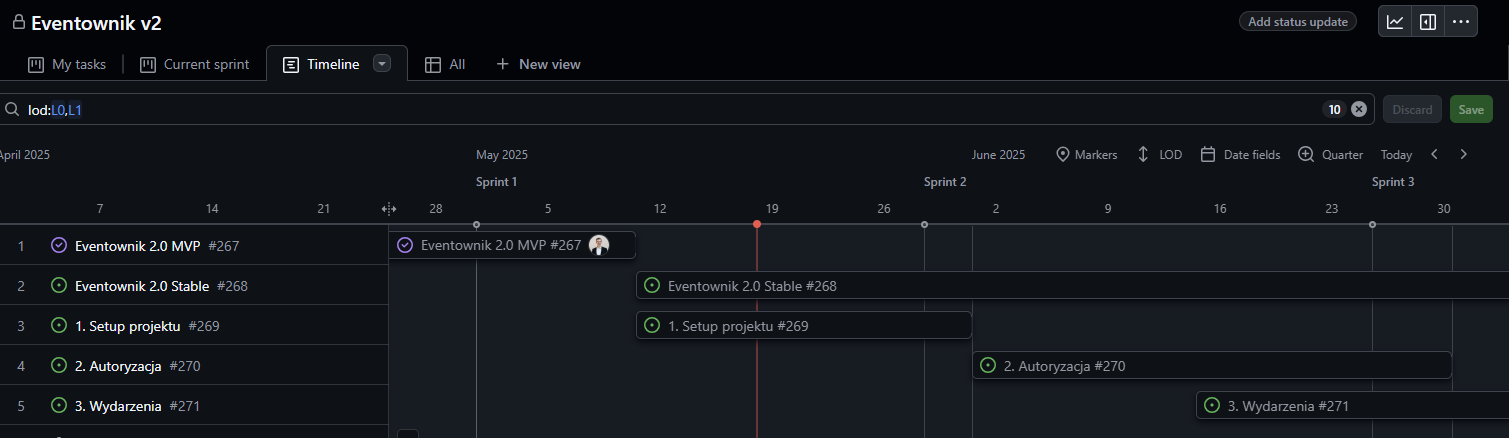 Eventownik v2
Add status update
My tasks
Current sprint
Timeline
All
New view
lod:L0,L1
10
Discard
Save
April 2025
May 2025
June 2025
Markers
LOD
Date fields
Quarter
Today
Sprint 1
Sprint 2
Sprint 3
7 14 21 28 5 12 19 26 2 9 16 23 30
1 Eventownik 2.0 MVP #267
Eventownik 2.0 MVP #267
2 Eventownik 2.0 Stable #268
Eventownik 2.0 Stable #268
3 1. Setup projektu #269
1. Setup projektu #269
4 2. Autoryzacja #270
2. Autoryzacja #270
5 3. Wydarzenia #271
3. Wydarzenia #271